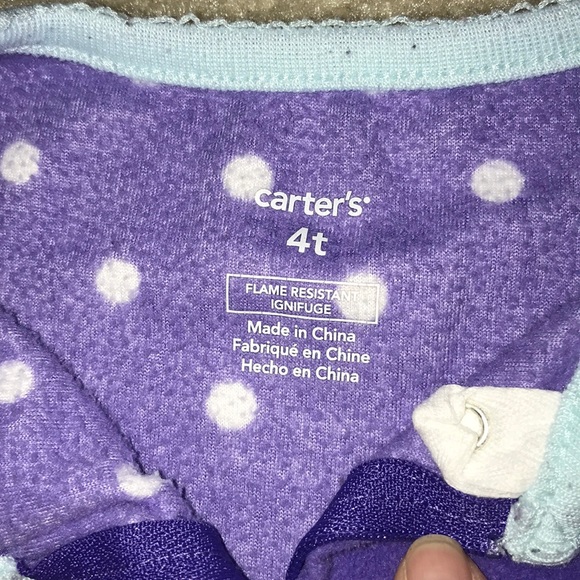 carter's
4t
FLAME RESISTANT
IGNIFUGE
Made in China
Fabriqué en Chine
Hecho en China